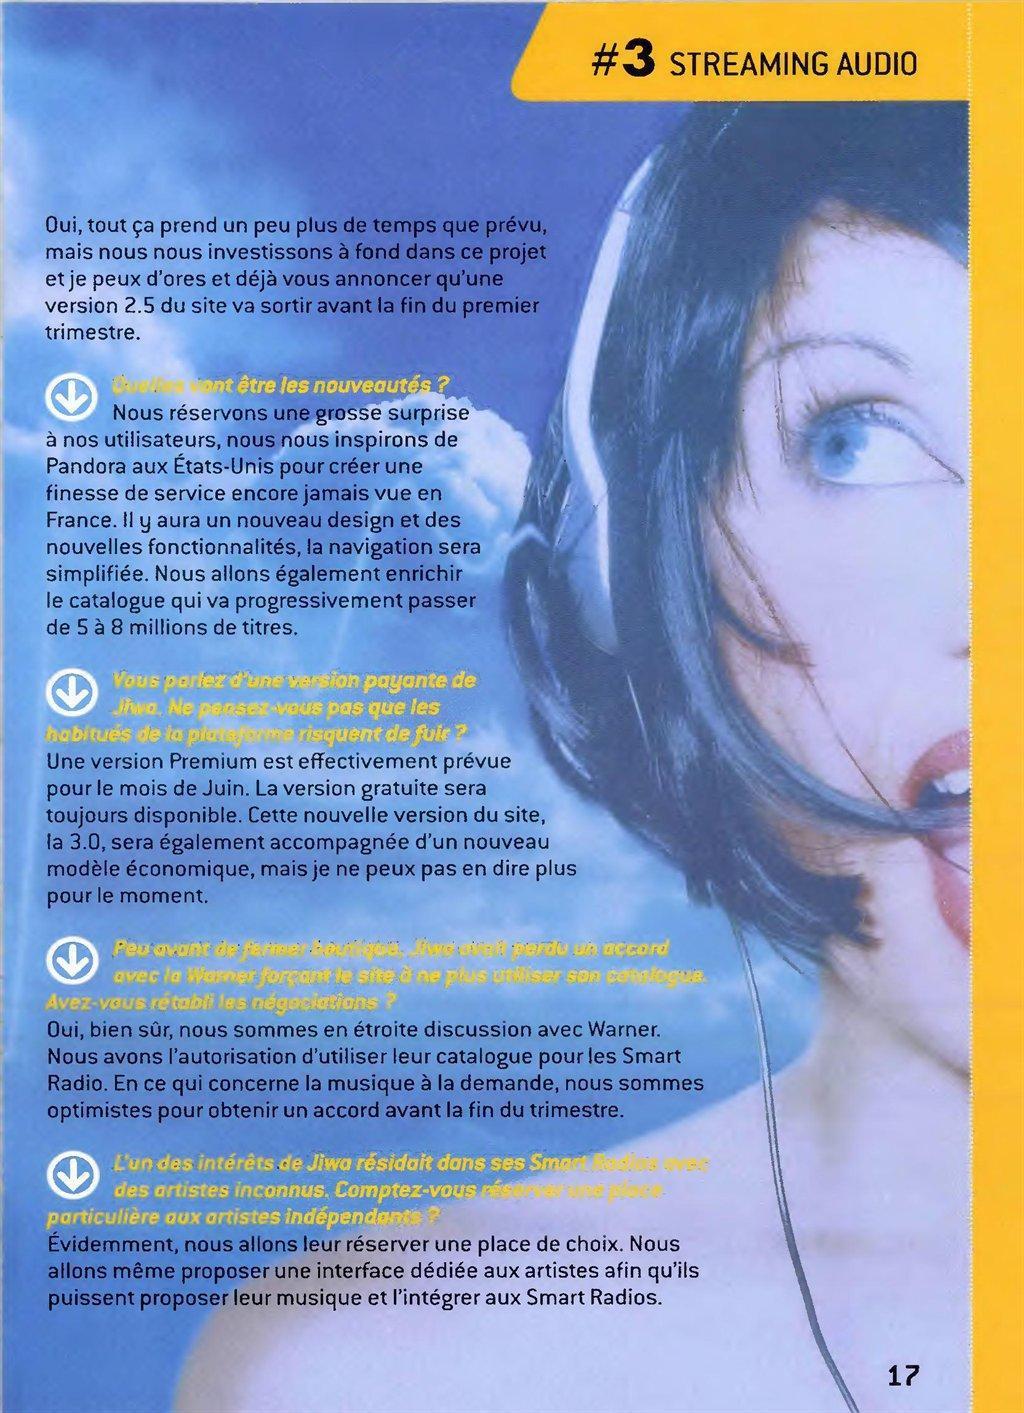 #3 STREAMING AUDIO
Oui, tout ça prend un peu plus de temps que prévu,
mais nous nous investissons à fond dans ce projet
et je peux d'ores et déjà vous annoncer qu'une
version 2.5 du site va sortir avant la fin du premier
trimestre.
Quelles vont être les nouveautés ?
Nous réservons une grosse surprise
à nos utilisateurs, nous nous inspirons de
Pandora aux États-Unis pour créer une
finesse de service encore jamais vue en
France. Il y aura un nouveau design et des
nouvelles fonctionnalités, la navigation sera
simplifiée. Nous allons également enrichir
le catalogue qui va progressivement passer
de 5 à 8 millions de titres.
Vous parlez d'une version payante de
Jiwa. Ne pensez-vous pas que les
habitués de la plateforme risquent de fuir ?
Une version Premium est effectivement prévue
pour le mois de Juin. La version gratuite sera
toujours disponible. Cette nouvelle version du site,
la 3.0, sera également accompagnée d'un nouveau
modèle économique, mais je ne peux pas en dire plus
pour le moment.
Peu avant de fermer boutique, Jiwa avait perdu un accord
avec la Warner forçant le site à ne plus utiliser son catalogue.
Avez-vous rétabli les négociations ?
Oui, bien sûr, nous sommes en étroite discussion avec Warner.
Nous avons l'autorisation d'utiliser leur catalogue pour les Smart
Radio. En ce qui concerne la musique à la demande, nous sommes
optimistes pour obtenir un accord avant la fin du trimestre.
L'un des intérêts de Jiwa résidait dans ses Smart Radios avec
des artistes inconnus. Comptez-vous réserver une place
particulière aux artistes indépendants ?
Évidemment, nous allons leur réserver une place de choix. Nous
allons même proposer une interface dédiée aux artistes afin qu'ils
puissent proposer leur musique et l'intégrer aux Smart Radios.
17